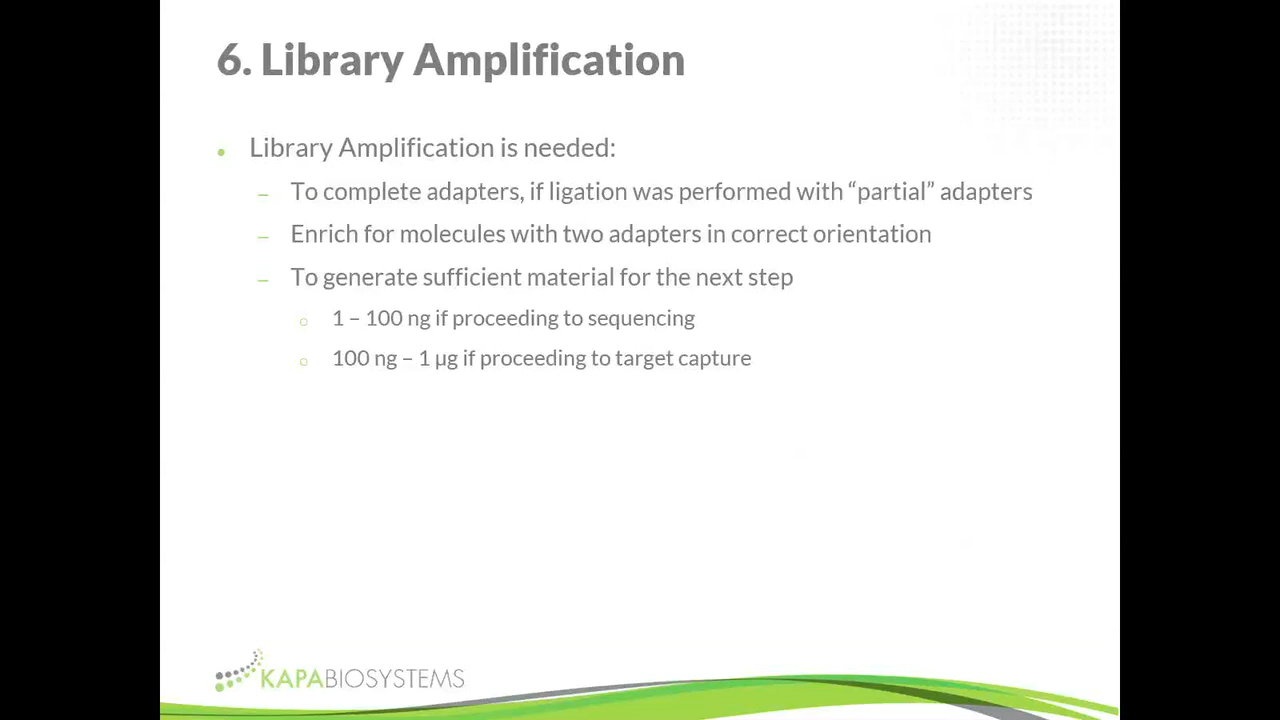 6. Library Amplification
• Library Amplification is needed:
– To complete adapters, if ligation was performed with “partial” adapters
– Enrich for molecules with two adapters in correct orientation
– To generate sufficient material for the next step
○ 1 – 100 ng if proceeding to sequencing
○ 100 ng – 1 µg if proceeding to target capture
KAPABIOSYSTEMS